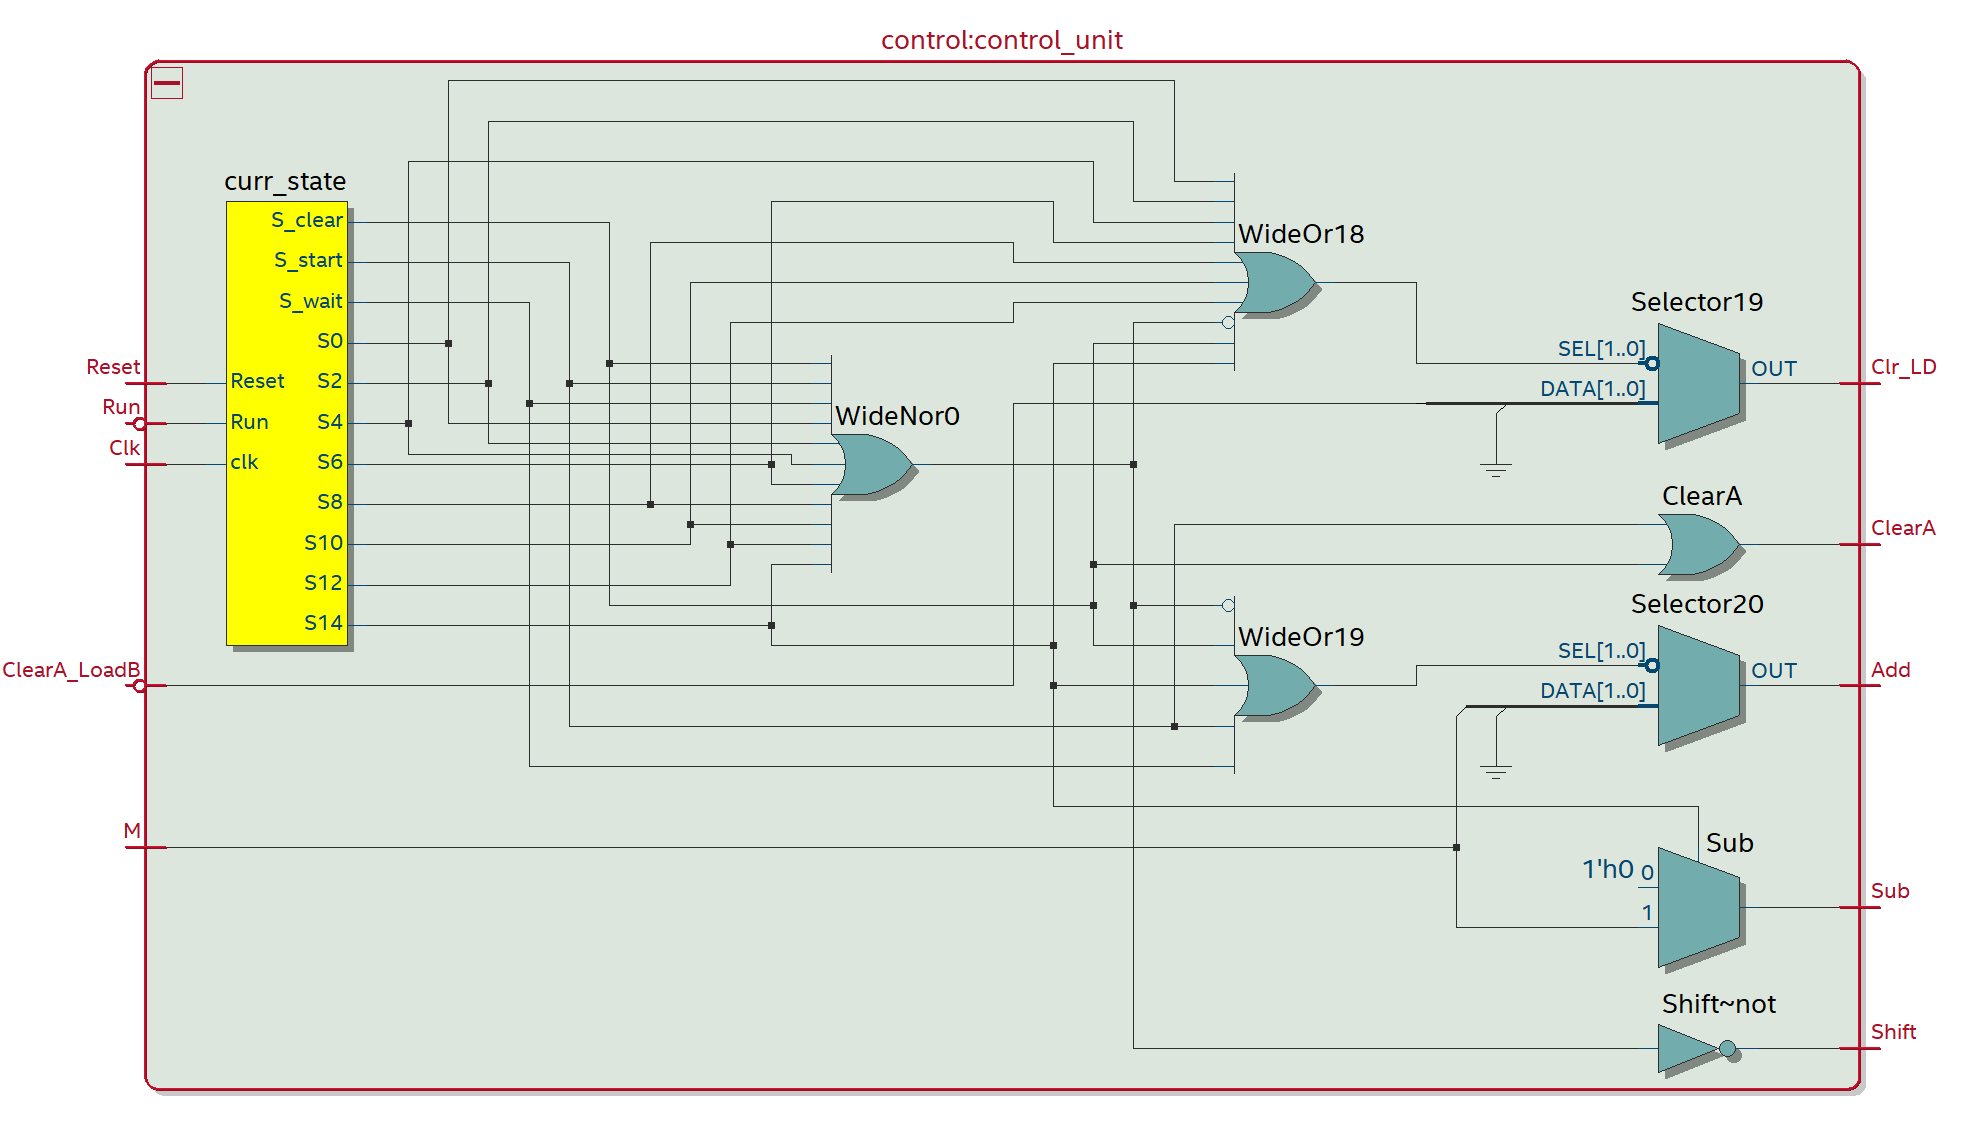 control:control_unit
curr_state
S_clear
S_start
S_wait
S0
S2
S4
S6
S8
S10
S12
S14
Reset
Run
clk
Reset
Run
Clk
ClearA_LoadB
M
WideNor0
WideOr18
WideOr19
Selector19
SEL[1..0]
DATA[1..0]
OUT
Clr_LD
ClearA
ClearA
Selector20
SEL[1..0]
DATA[1..0]
OUT
Add
Sub
1'h0 0
1
Sub
Shift~not
Shift